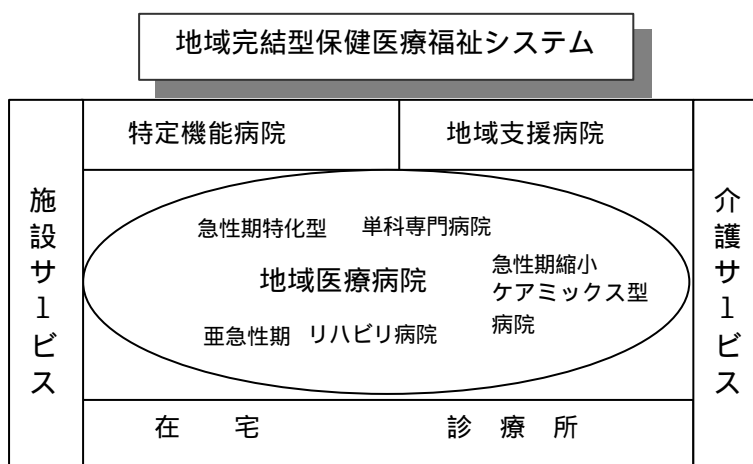 地域完結型保健医療福祉システム
特定機能病院
地域支援病院
施設サービス
急性期特化型
単科専門病院
地域医療病院
急性期縮小
ケアミックス型
病院
亜急性期
リハビリ病院
介護サービス
在 宅
診 療 所